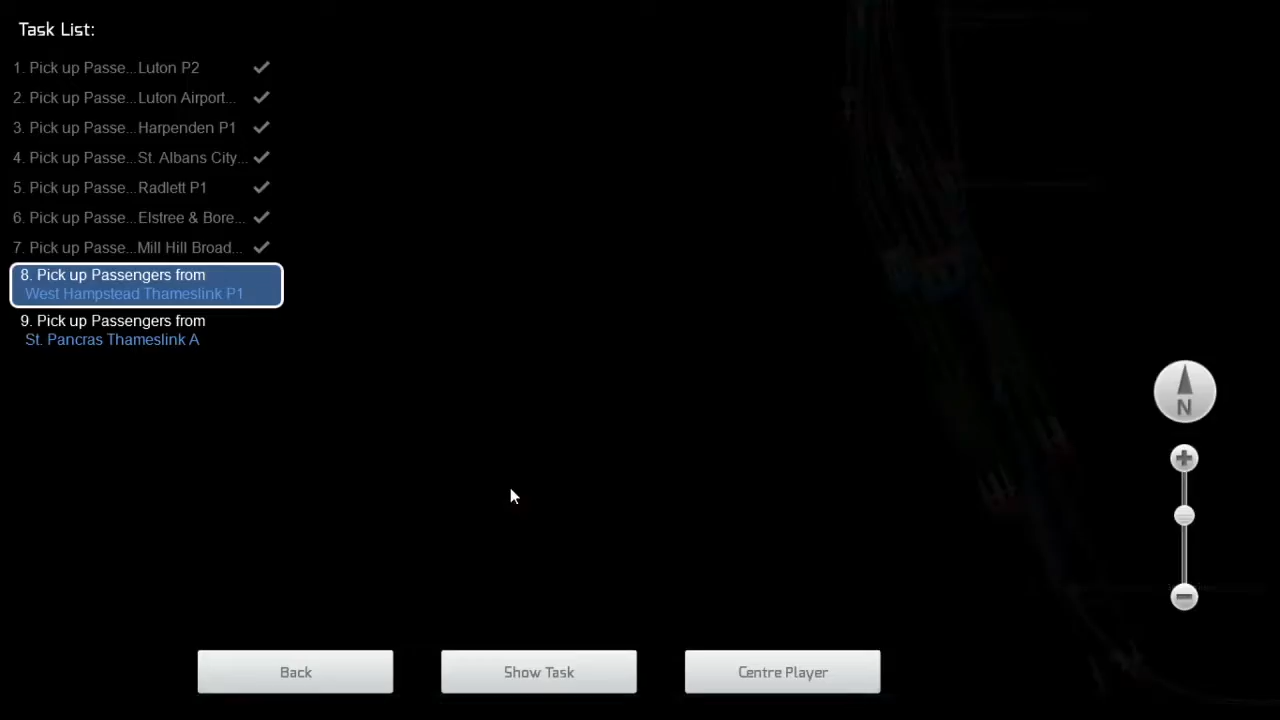 Task List:
1. Pick up Passe...Luton P2
2. Pick up Passe...Luton Airport...
3. Pick up Passe...Harpenden P1
4. Pick up Passe...St. Albans City...
5. Pick up Passe...Radlett P1
6. Pick up Passe...Elstree & Bore...
7. Pick up Passe...Mill Hill Broad...
8. Pick up Passengers from
West Hampstead Thameslink P1
9. Pick up Passengers from
St. Pancras Thameslink A
N
Back
Show Task
Centre Player